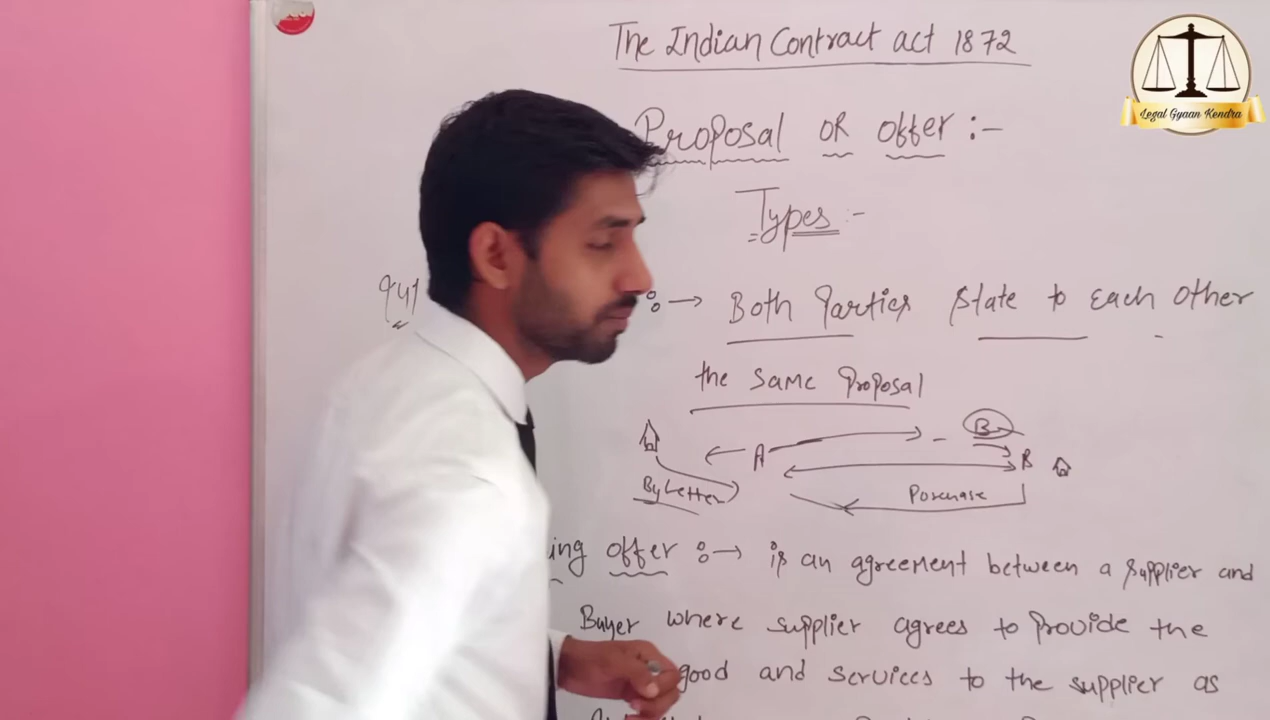 The Indian Contract act 1872
Legal Gyaan Kendra
Proposal OR offer :-
Types :-
:→ Both Parties State to Each Other
the Same Proposal
B
A B
By Letter
ing offer :→ is an agreement between a supplier and
Buyer where supplier agrees to Provide the
good and services to the supplier as